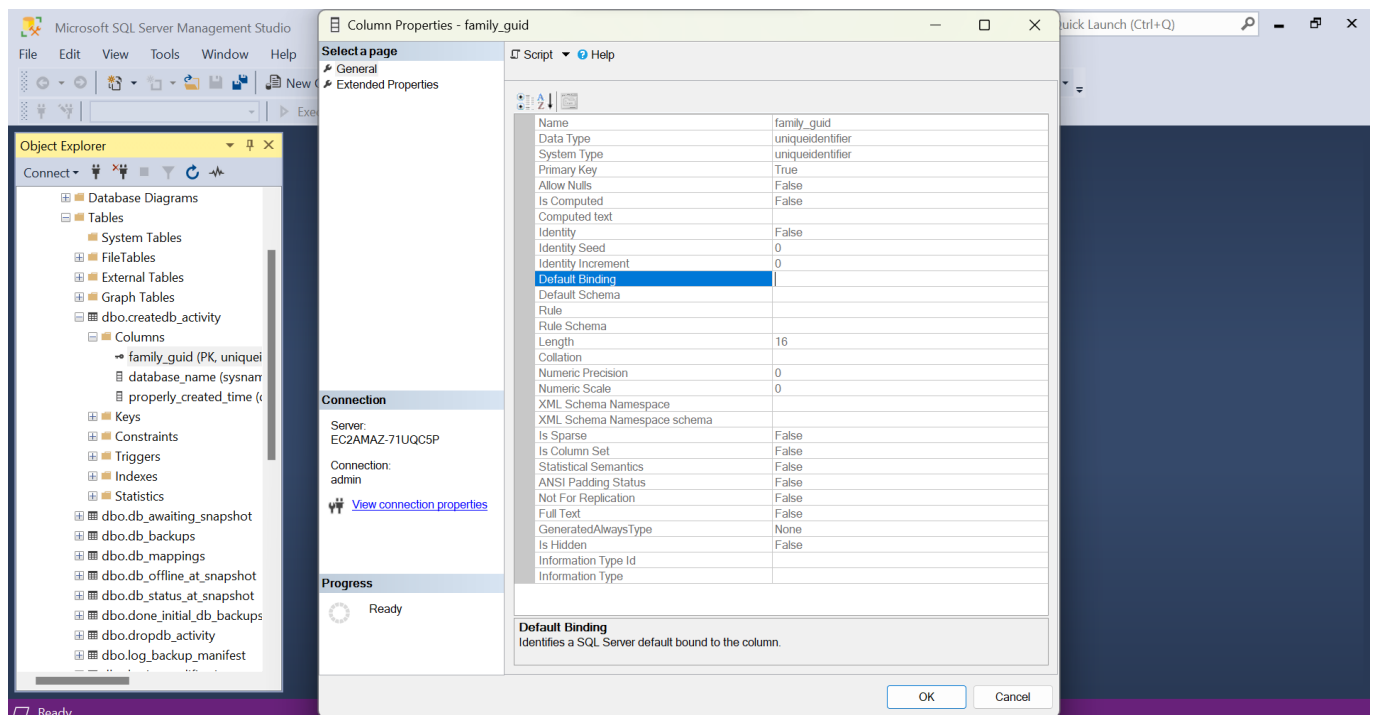 Microsoft SQL Server Management Studio
Quick Launch (Ctrl+Q)
File Edit View Tools Window Help
New
Exe
Object Explorer
Connect
Database Diagrams
Tables
System Tables
FileTables
External Tables
Graph Tables
dbo.createdb_activity
Columns
family_guid (PK, uniquei
database_name (sysnam
properly_created_time (
Keys
Constraints
Triggers
Indexes
Statistics
dbo.db_awaiting_snapshot
dbo.db_backups
dbo.db_mappings
dbo.db_offline_at_snapshot
dbo.db_status_at_snapshot
dbo.done_initial_db_backups
dbo.dropdb_activity
dbo.log_backup_manifest
Ready
Column Properties - family_guid
Select a page
General
Extended Properties
Connection
Server:
EC2AMAZ-71UQC5P
Connection:
admin
View connection properties
Progress
Ready
Script Help
Name family_guid
Data Type uniqueidentifier
System Type uniqueidentifier
Primary Key True
Allow Nulls False
Is Computed False
Computed text
Identity False
Identity Seed 0
Identity Increment 0
Default Binding
Default Schema
Rule
Rule Schema
Length 16
Collation
Numeric Precision 0
Numeric Scale 0
XML Schema Namespace
XML Schema Namespace schema
Is Sparse False
Is Column Set False
Statistical Semantics False
ANSI Padding Status False
Not For Replication False
Full Text False
GeneratedAlwaysType None
Is Hidden False
Information Type Id
Information Type
Default Binding
Identifies a SQL Server default bound to the column.
OK Cancel